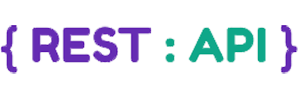 { REST : API }